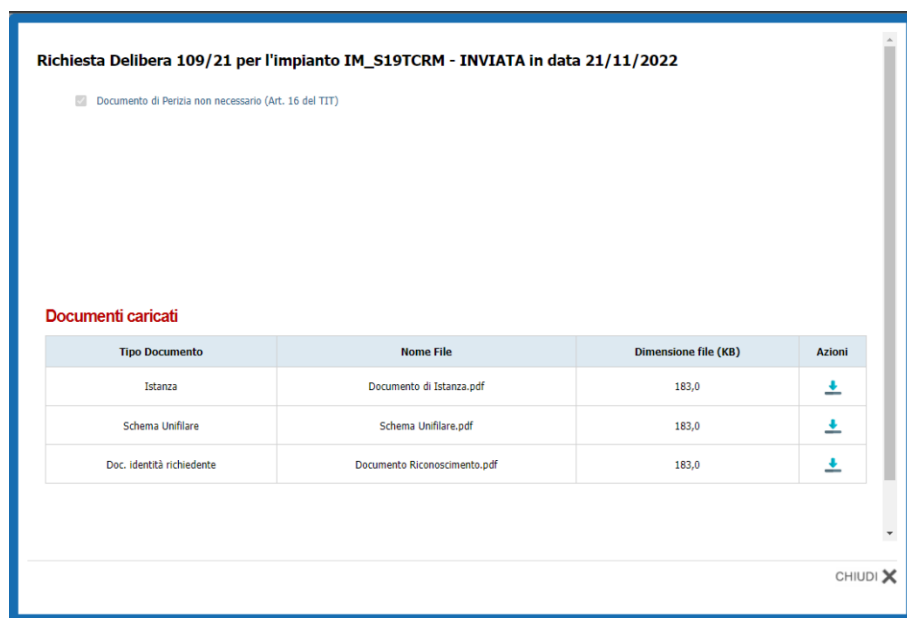 Richiesta Delibera 109/21 per l'impianto IM_S19TCRM - INVIATA in data 21/11/2022
Documento di Perizia non necessario (Art. 16 del TIT)
Documenti caricati
Tipo Documento Nome File Dimensione file (KB) Azioni
Istanza Documento di Istanza.pdf 183,0
Schema Unifilare Schema Unifilare.pdf 183,0
Doc. identità richiedente Documento Riconoscimento.pdf 183,0
CHIUDI